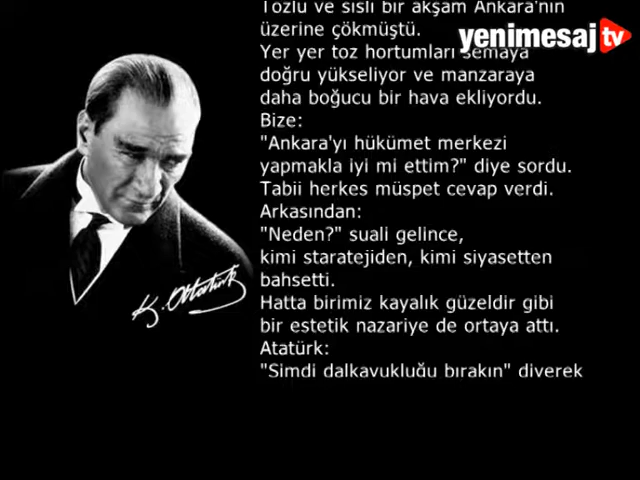 Tozlu ve sisli bir akşam Ankara'nın
üzerine çökmüştü.
Yer yer toz hortumları semaya
doğru yükseliyor ve manzaraya
daha boğucu bir hava ekliyordu.
Bize:
"Ankara'yı hükümet merkezi
yapmakla iyi mi ettim?" diye sordu.
Tabii herkes müspet cevap verdi.
Arkasından:
"Neden?" suali gelince,
kimi staratejiden, kimi siyasetten
bahsetti.
Hatta birimiz kayalık güzeldir gibi
bir estetik nazariye de ortaya attı.
Atatürk:
"Şimdi dalkavukluğu bırakın" diyerek
yenimesaj tv
K. Atatürk